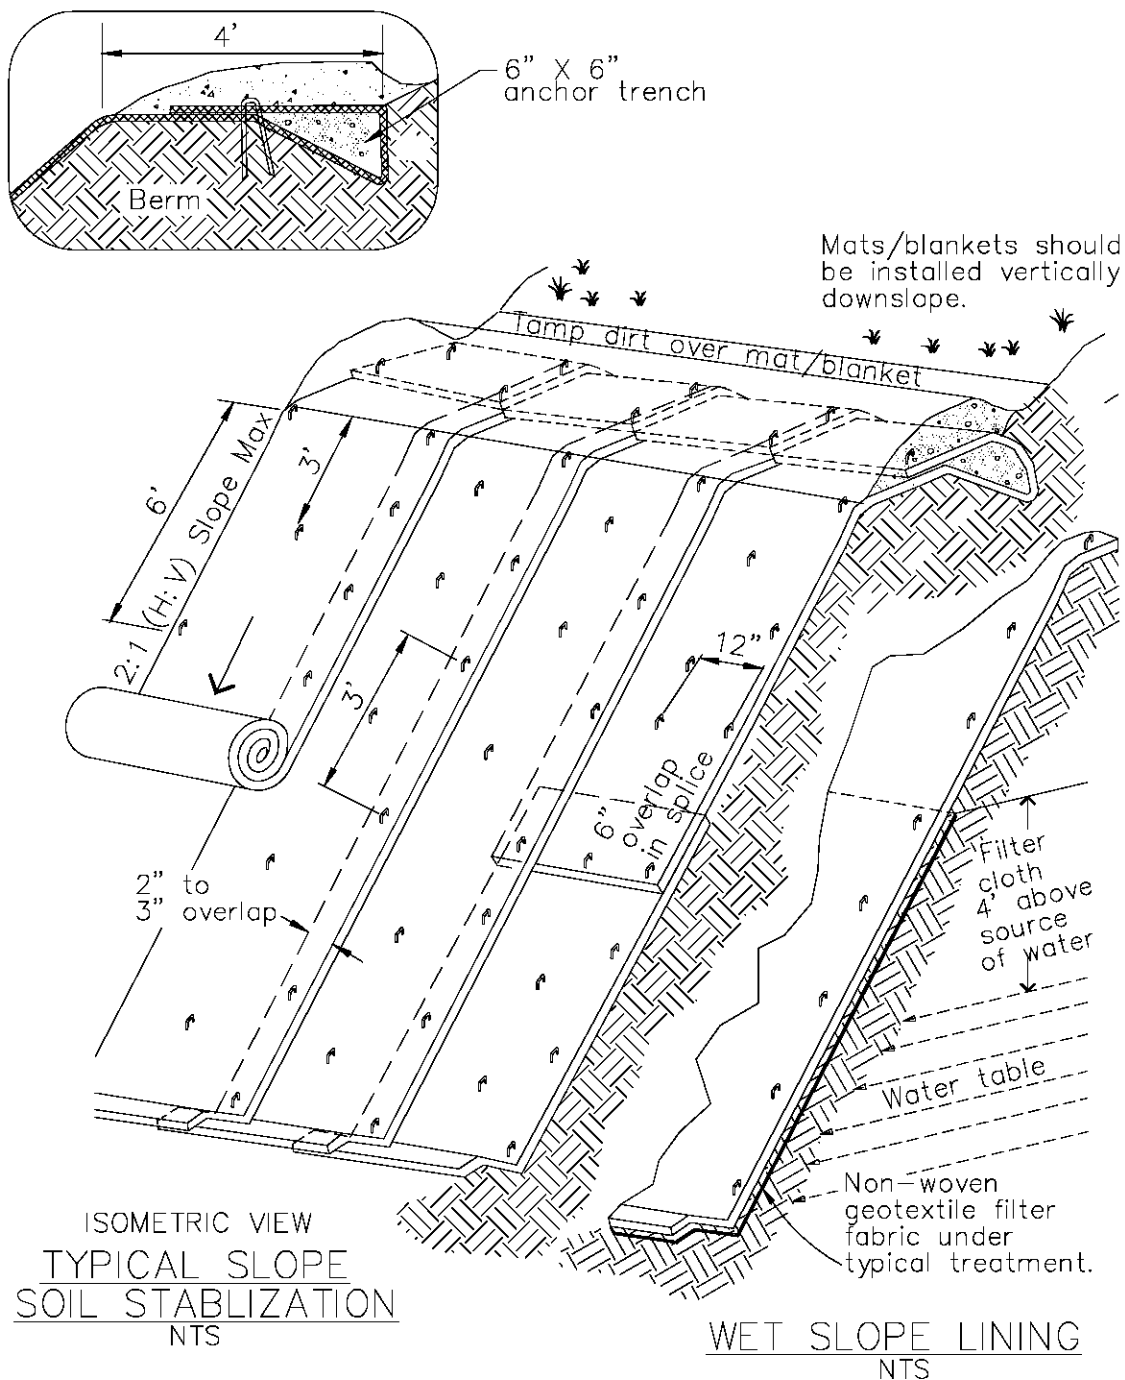 4'
6" X 6"
anchor trench
Berm
Mats/blankets should
be installed vertically
downslope.
Tamp dirt over mat/blanket
6'
3'
2:1 (H:V) Slope Max
12"
3'
6"
overlap
in splice
2" to
3" overlap
Filter
cloth
4' above
source
of water
Water table
Non-woven
geotextile filter
fabric under
typical treatment.
ISOMETRIC VIEW
TYPICAL SLOPE
SOIL STABLIZATION
NTS
WET SLOPE LINING
NTS